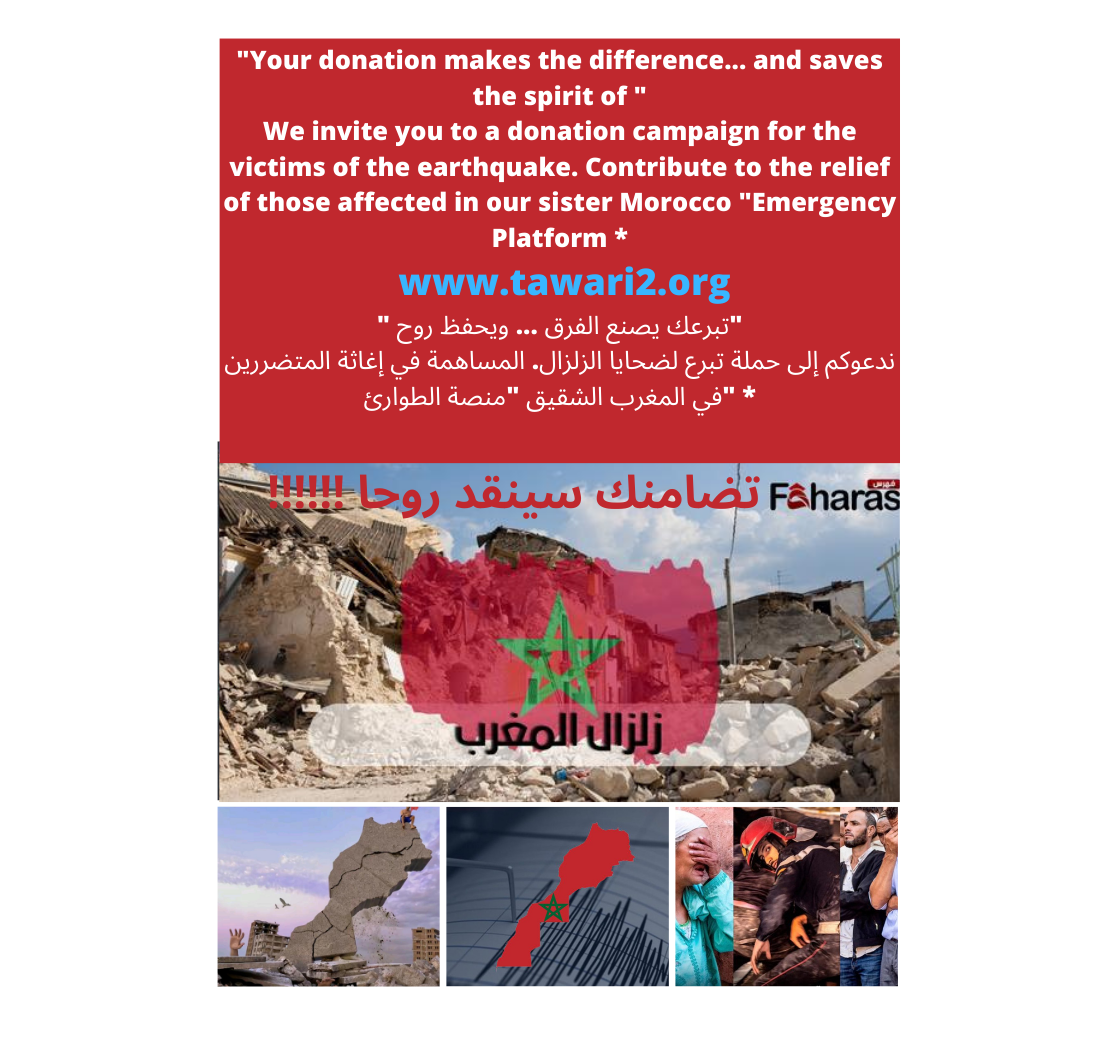 "Your donation makes the difference... and saves
the spirit of "
We invite you to a donation campaign for the
victims of the earthquake. Contribute to the relief
of those affected in our sister Morocco "Emergency
Platform *
www.tawari2.org
"تبرعك يصنع الفرق ... ويحفظ روح "
ندعوكم إلى حملة تبرع لضحايا الزلزال. المساهمة في إغاثة المتضررين
في المغرب الشقيق "منصة الطوارئ" *
تضامنك سينقد روحا !!!!!!
فهرس
Faharas
زلزال المغرب